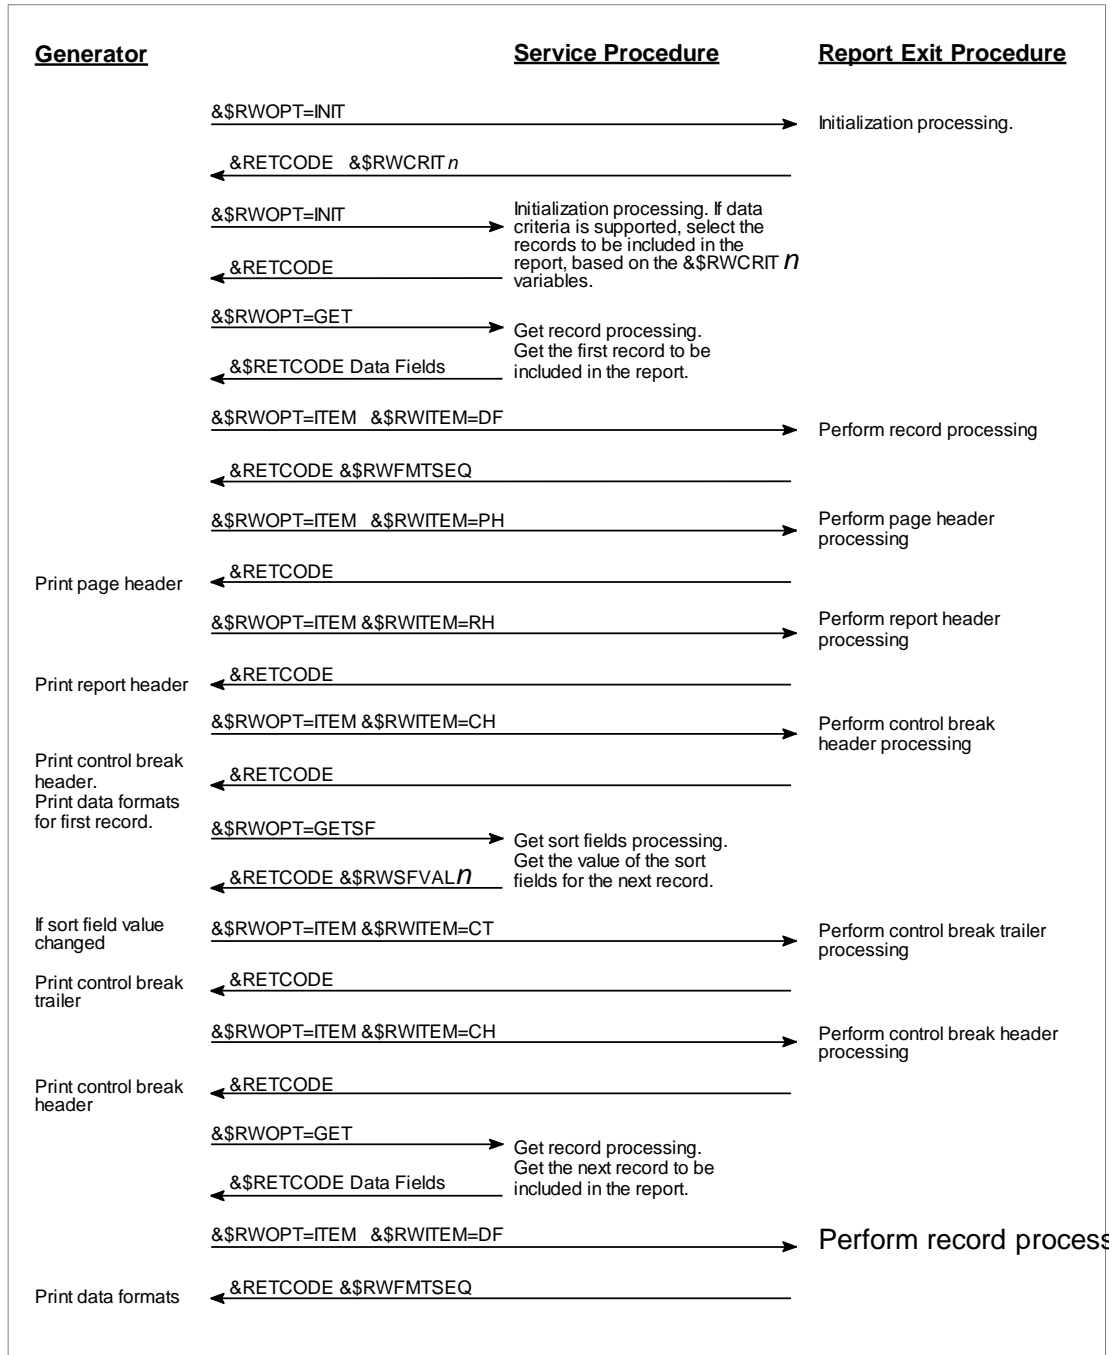 Generator
Service Procedure
Report Exit Procedure
&$RWOPT=INIT
Initialization processing.
&RETCODE &$RWCRITn
&$RWOPT=INIT
Initialization processing. If data
criteria is supported, select the
records to be included in the
report, based on the &$RWCRIT n
variables.
&RETCODE
&$RWOPT=GET
Get record processing.
Get the first record to be
included in the report.
&$RETCODE Data Fields
&$RWOPT=ITEM &$RWITEM=DF
Perform record processing
&RETCODE &$RWFMTSEQ
&$RWOPT=ITEM &$RWITEM=PH
Perform page header
processing
&RETCODE
Print page header
&$RWOPT=ITEM &$RWITEM=RH
Perform report header
processing
&RETCODE
Print report header
&$RWOPT=ITEM &$RWITEM=CH
Perform control break
header processing
Print control break
header.
Print data formats
for first record.
&RETCODE
&$RWOPT=GETSF
Get sort fields processing.
Get the value of the sort
fields for the next record.
&RETCODE &$RWSFVALn
If sort field value
changed
&$RWOPT=ITEM &$RWITEM=CT
Perform control break trailer
processing
Print control break
trailer
&RETCODE
&$RWOPT=ITEM &$RWITEM=CH
Perform control break header
processing
Print control break
header
&RETCODE
&$RWOPT=GET
Get record processing.
Get the next record to be
included in the report.
&$RETCODE Data Fields
&$RWOPT=ITEM &$RWITEM=DF
Perform record process
&RETCODE &$RWFMTSEQ
Print data formats